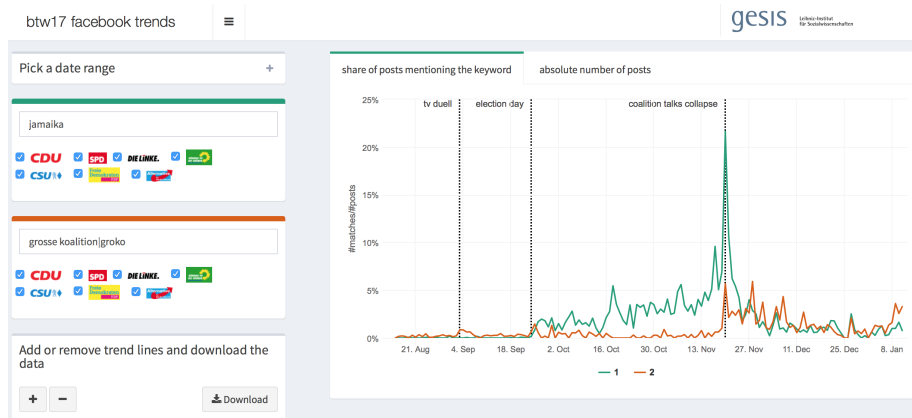 btw17 facebook trends
gesis Leibniz-Institut
für Sozialwissenschaften
Pick a date range +
jamaika
CDU SPD DIE LINKE.
CSU Freie
Demokraten
grosse koalition|groko
CDU SPD DIE LINKE.
CSU Freie
Demokraten
Add or remove trend lines and download the
data
+ − Download
share of posts mentioning the keyword absolute number of posts
#matches/#posts
25%
20%
15%
10%
5%
0%
tv duell election day coalition talks collapse
21. Aug 4. Sep 18. Sep 2. Oct 16. Oct 30. Oct 13. Nov 27. Nov 11. Dec 25. Dec 8. Jan
1 2